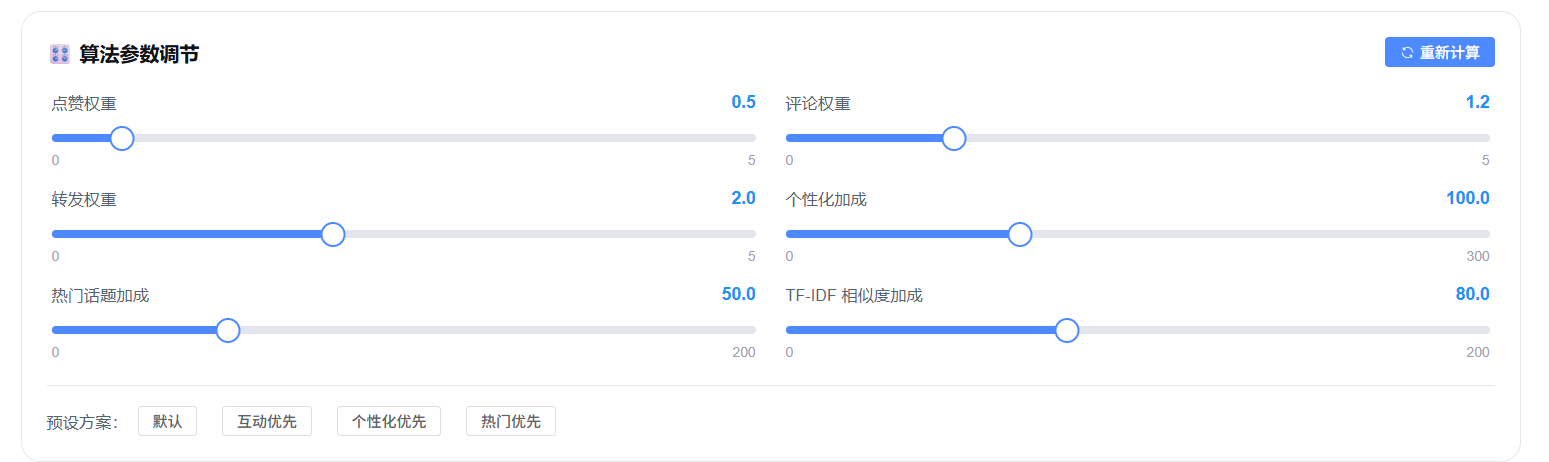 算法参数调节
重新计算
点赞权重 0.5
0 5
评论权重 1.2
0 5
转发权重 2.0
0 5
个性化加成 100.0
0 300
热门话题加成 50.0
0 200
TF-IDF 相似度加成 80.0
0 200
预设方案： 默认 互动优先 个性化优先 热门优先